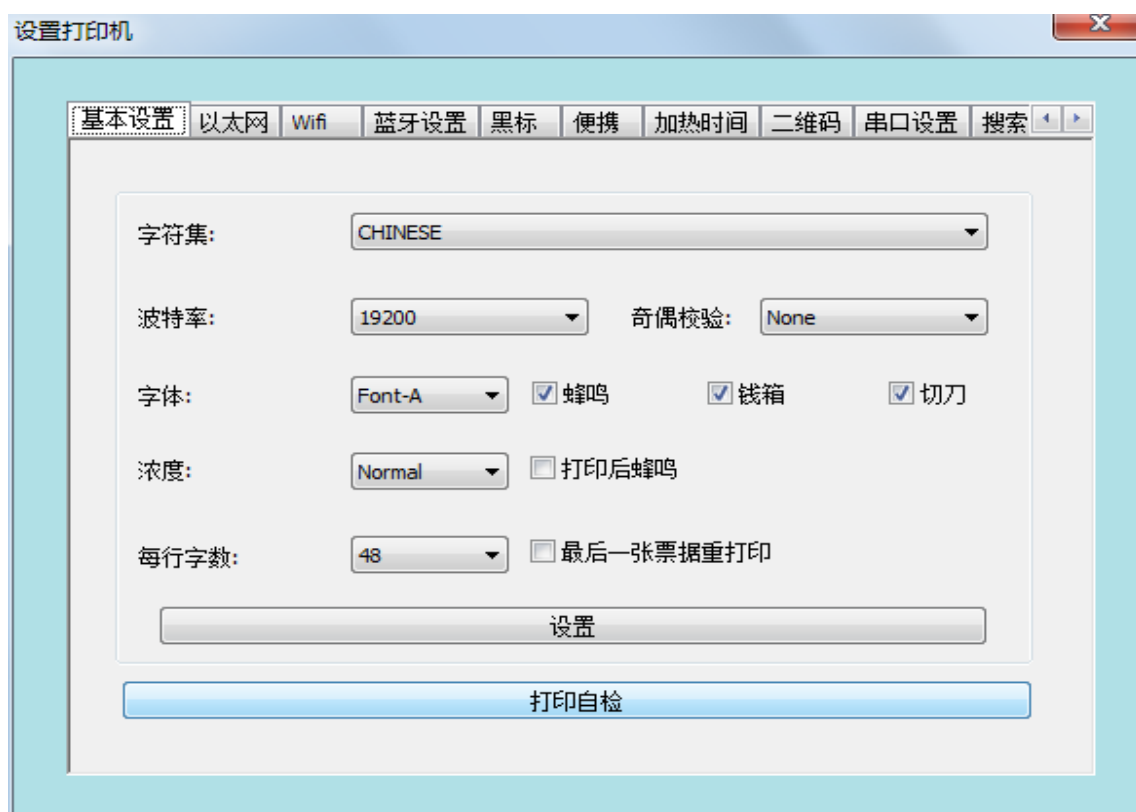 设置打印机
基本设置 以太网 Wifi 蓝牙设置 黑标 便携 加热时间 二维码 串口设置 搜索
字符集: CHINESE
波特率: 19200 奇偶校验: None
字体: Font-A 蜂鸣 钱箱 切刀
浓度: Normal 打印后蜂鸣
每行字数: 48 最后一张票据重打印
设置
打印自检